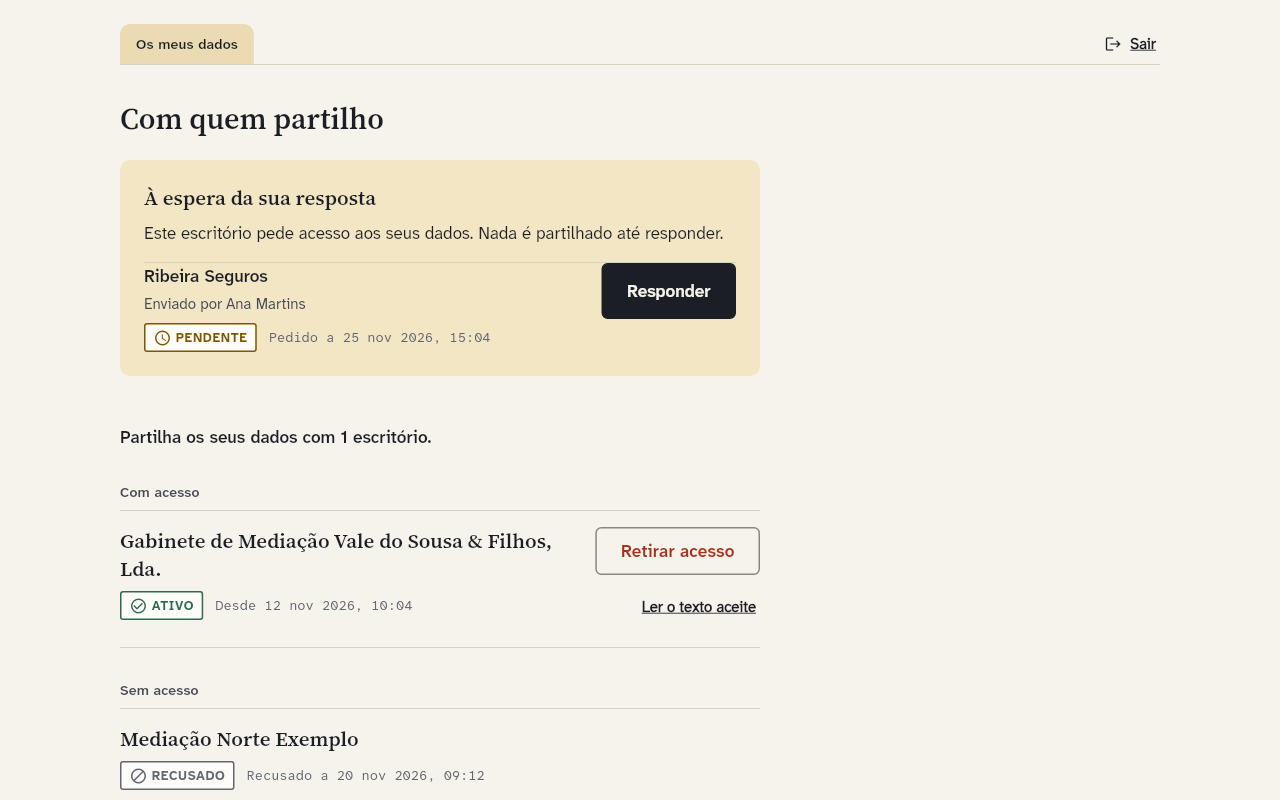 Os meus dados
Sair
Com quem partilho
À espera da sua resposta
Este escritório pede acesso aos seus dados. Nada é partilhado até responder.
Ribeira Seguros
Responder
Enviado por Ana Martins
PENDENTE Pedido a 25 nov 2026, 15:04
Partilha os seus dados com 1 escritório.
Com acesso
Gabinete de Mediação Vale do Sousa & Filhos,
Lda.
Retirar acesso
ATIVO Desde 12 nov 2026, 10:04
Ler o texto aceite
Sem acesso
Mediação Norte Exemplo
RECUSADO Recusado a 20 nov 2026, 09:12